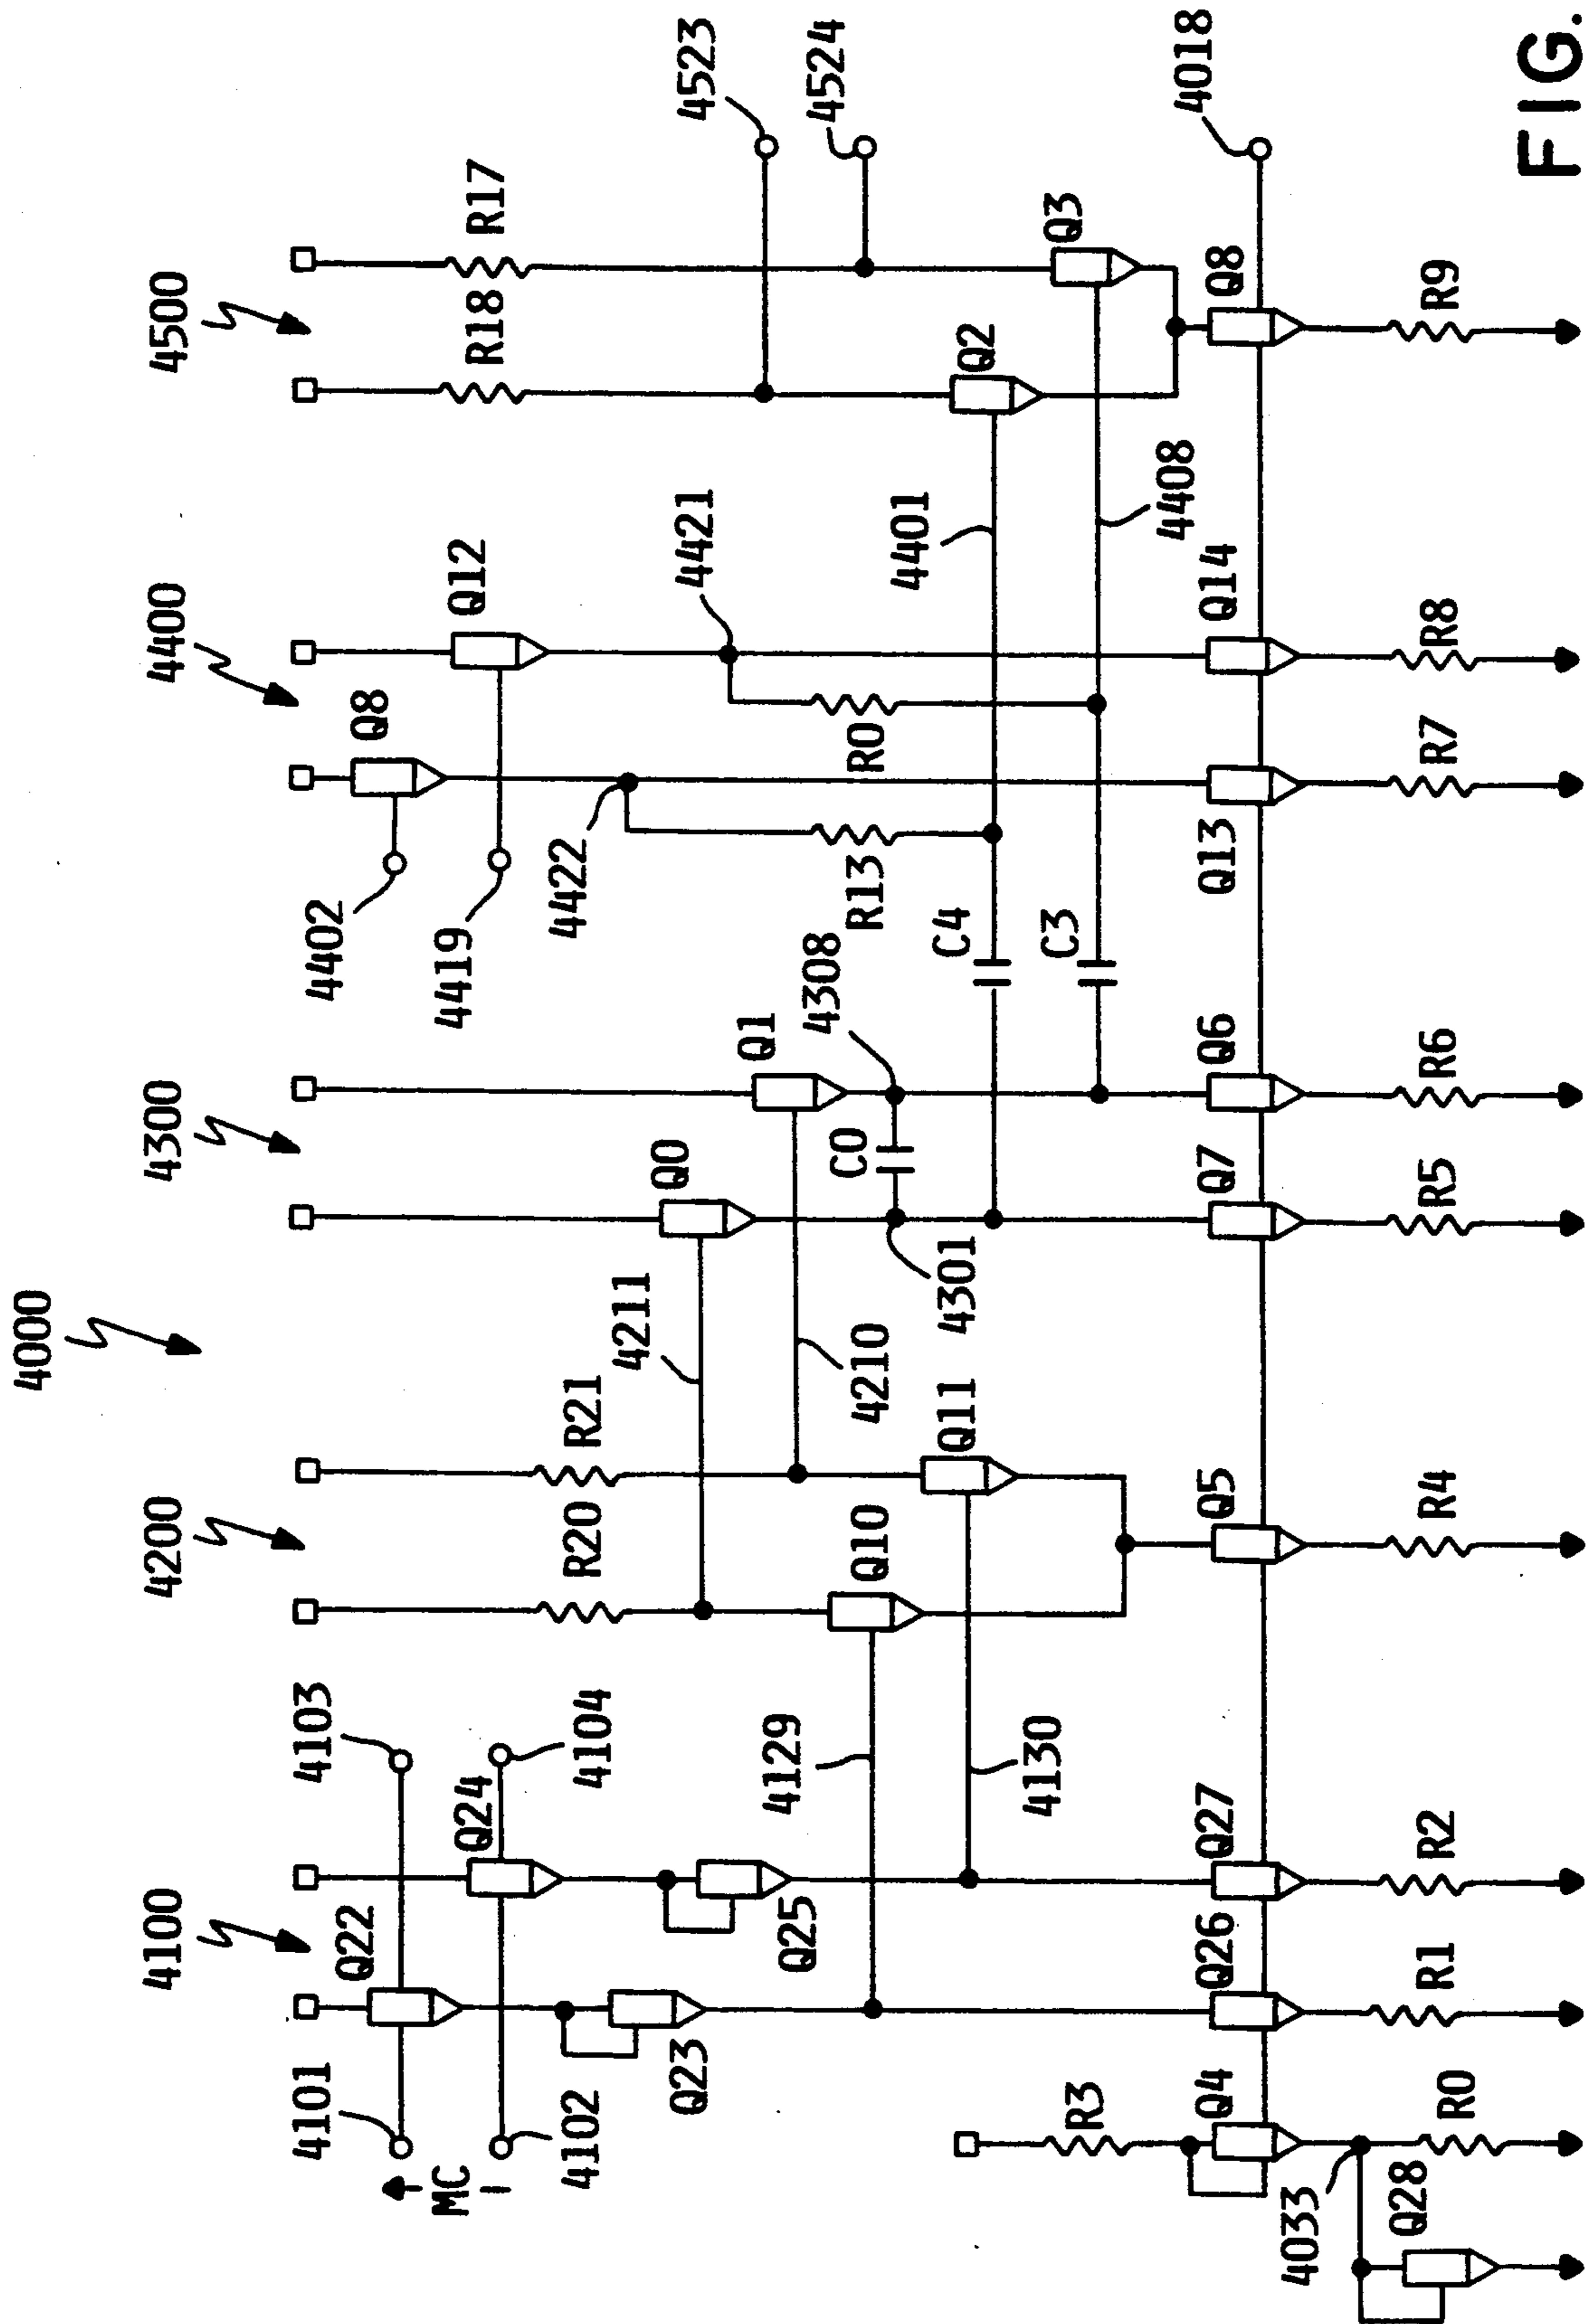 4000
4100
4200
4300
4400
4500
4101
4103
Q22
MC
4102
Q24
4104
Q23
Q25
R20
R21
4211
Q0
Q1
4402
Q8
4419
Q12
R18
R17
4523
4524
4129
4130
Q10
Q11
4210
C0
4308
4301
4422
4421
R13
R0
C4
C3
4401
4408
Q2
Q3
R3
Q4
Q26
Q27
Q5
Q7
Q6
Q13
Q14
Q8
4018
4033
Q28
R0
R1
R2
R4
R5
R6
R7
R8
R9
FIG.